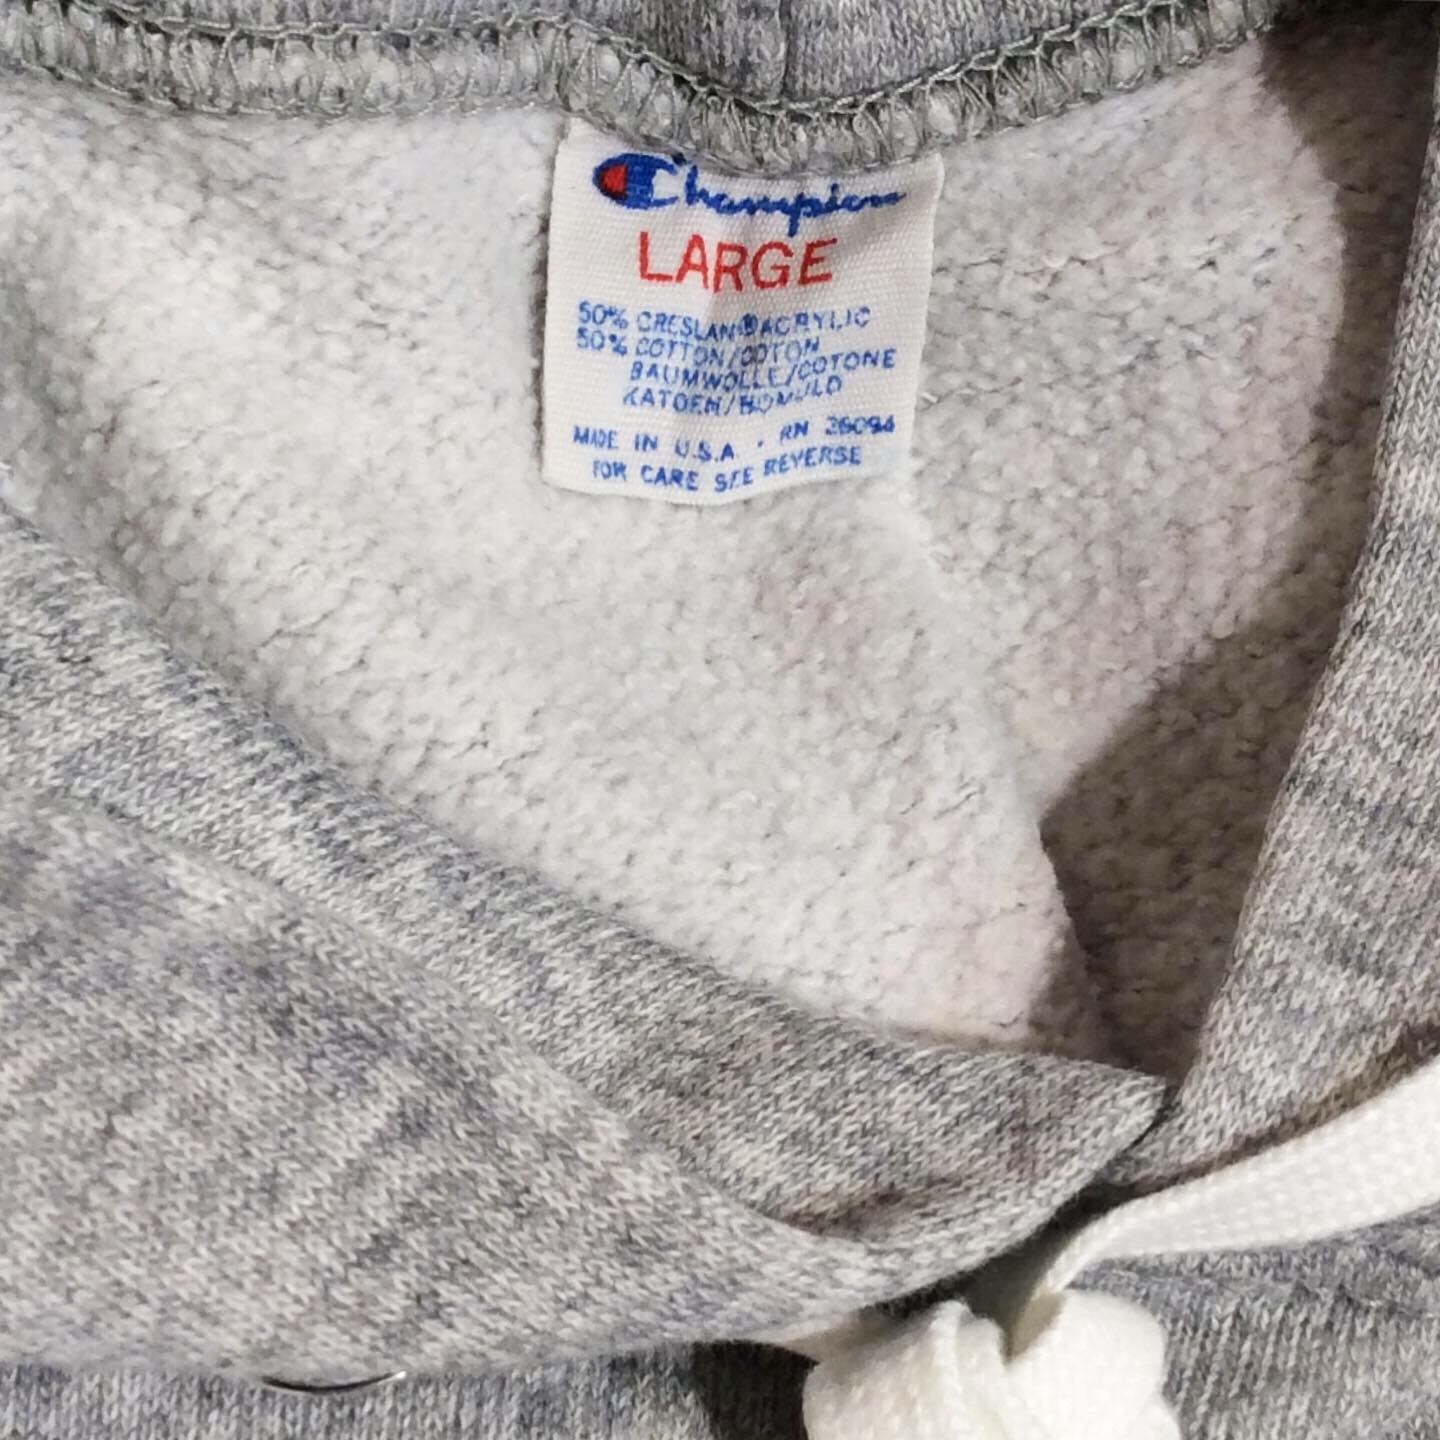 Champion
LARGE
50% CRESLAN® ACRYLIC
50% COTTON/COTON
BAUMWOLLE/COTONE
KATOEN/BOMULD
MADE IN U.S.A. RN 26094
FOR CARE SEE REVERSE